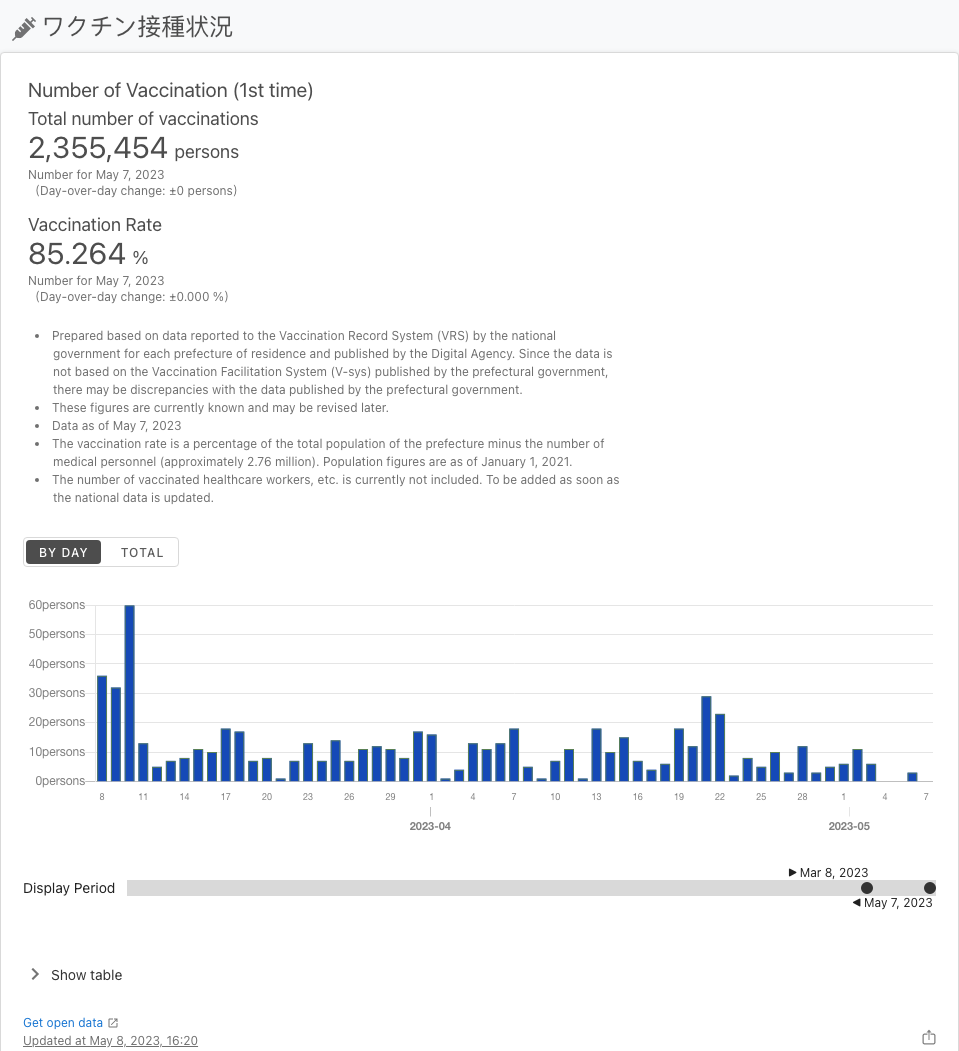 ワクチン接種状況
Number of Vaccination (1st time)
Total number of vaccinations
2,355,454 persons
Number for May 7, 2023
(Day-over-day change: ±0 persons)
Vaccination Rate
85.264 %
Number for May 7, 2023
(Day-over-day change: ±0.000 %)
• Prepared based on data reported to the Vaccination Record System (VRS) by the national
government for each prefecture of residence and published by the Digital Agency. Since the data is
not based on the Vaccination Facilitation System (V-sys) published by the prefectural government,
there may be discrepancies with the data published by the prefectural government.
• These figures are currently known and may be revised later.
• Data as of May 7, 2023
• The vaccination rate is a percentage of the total population of the prefecture minus the number of
medical personnel (approximately 2.76 million). Population figures are as of January 1, 2021.
• The number of vaccinated healthcare workers, etc. is currently not included. To be added as soon as
the national data is updated.
BY DAY TOTAL
60persons
50persons
40persons
30persons
20persons
10persons
0persons
8 11 14 17 20 23 26 29 1 4 7 10 13 16 19 22 25 28 1 4 7
2023-04 2023-05
Mar 8, 2023
Display Period
May 7, 2023
Show table
Get open data
Updated at May 8, 2023, 16:20